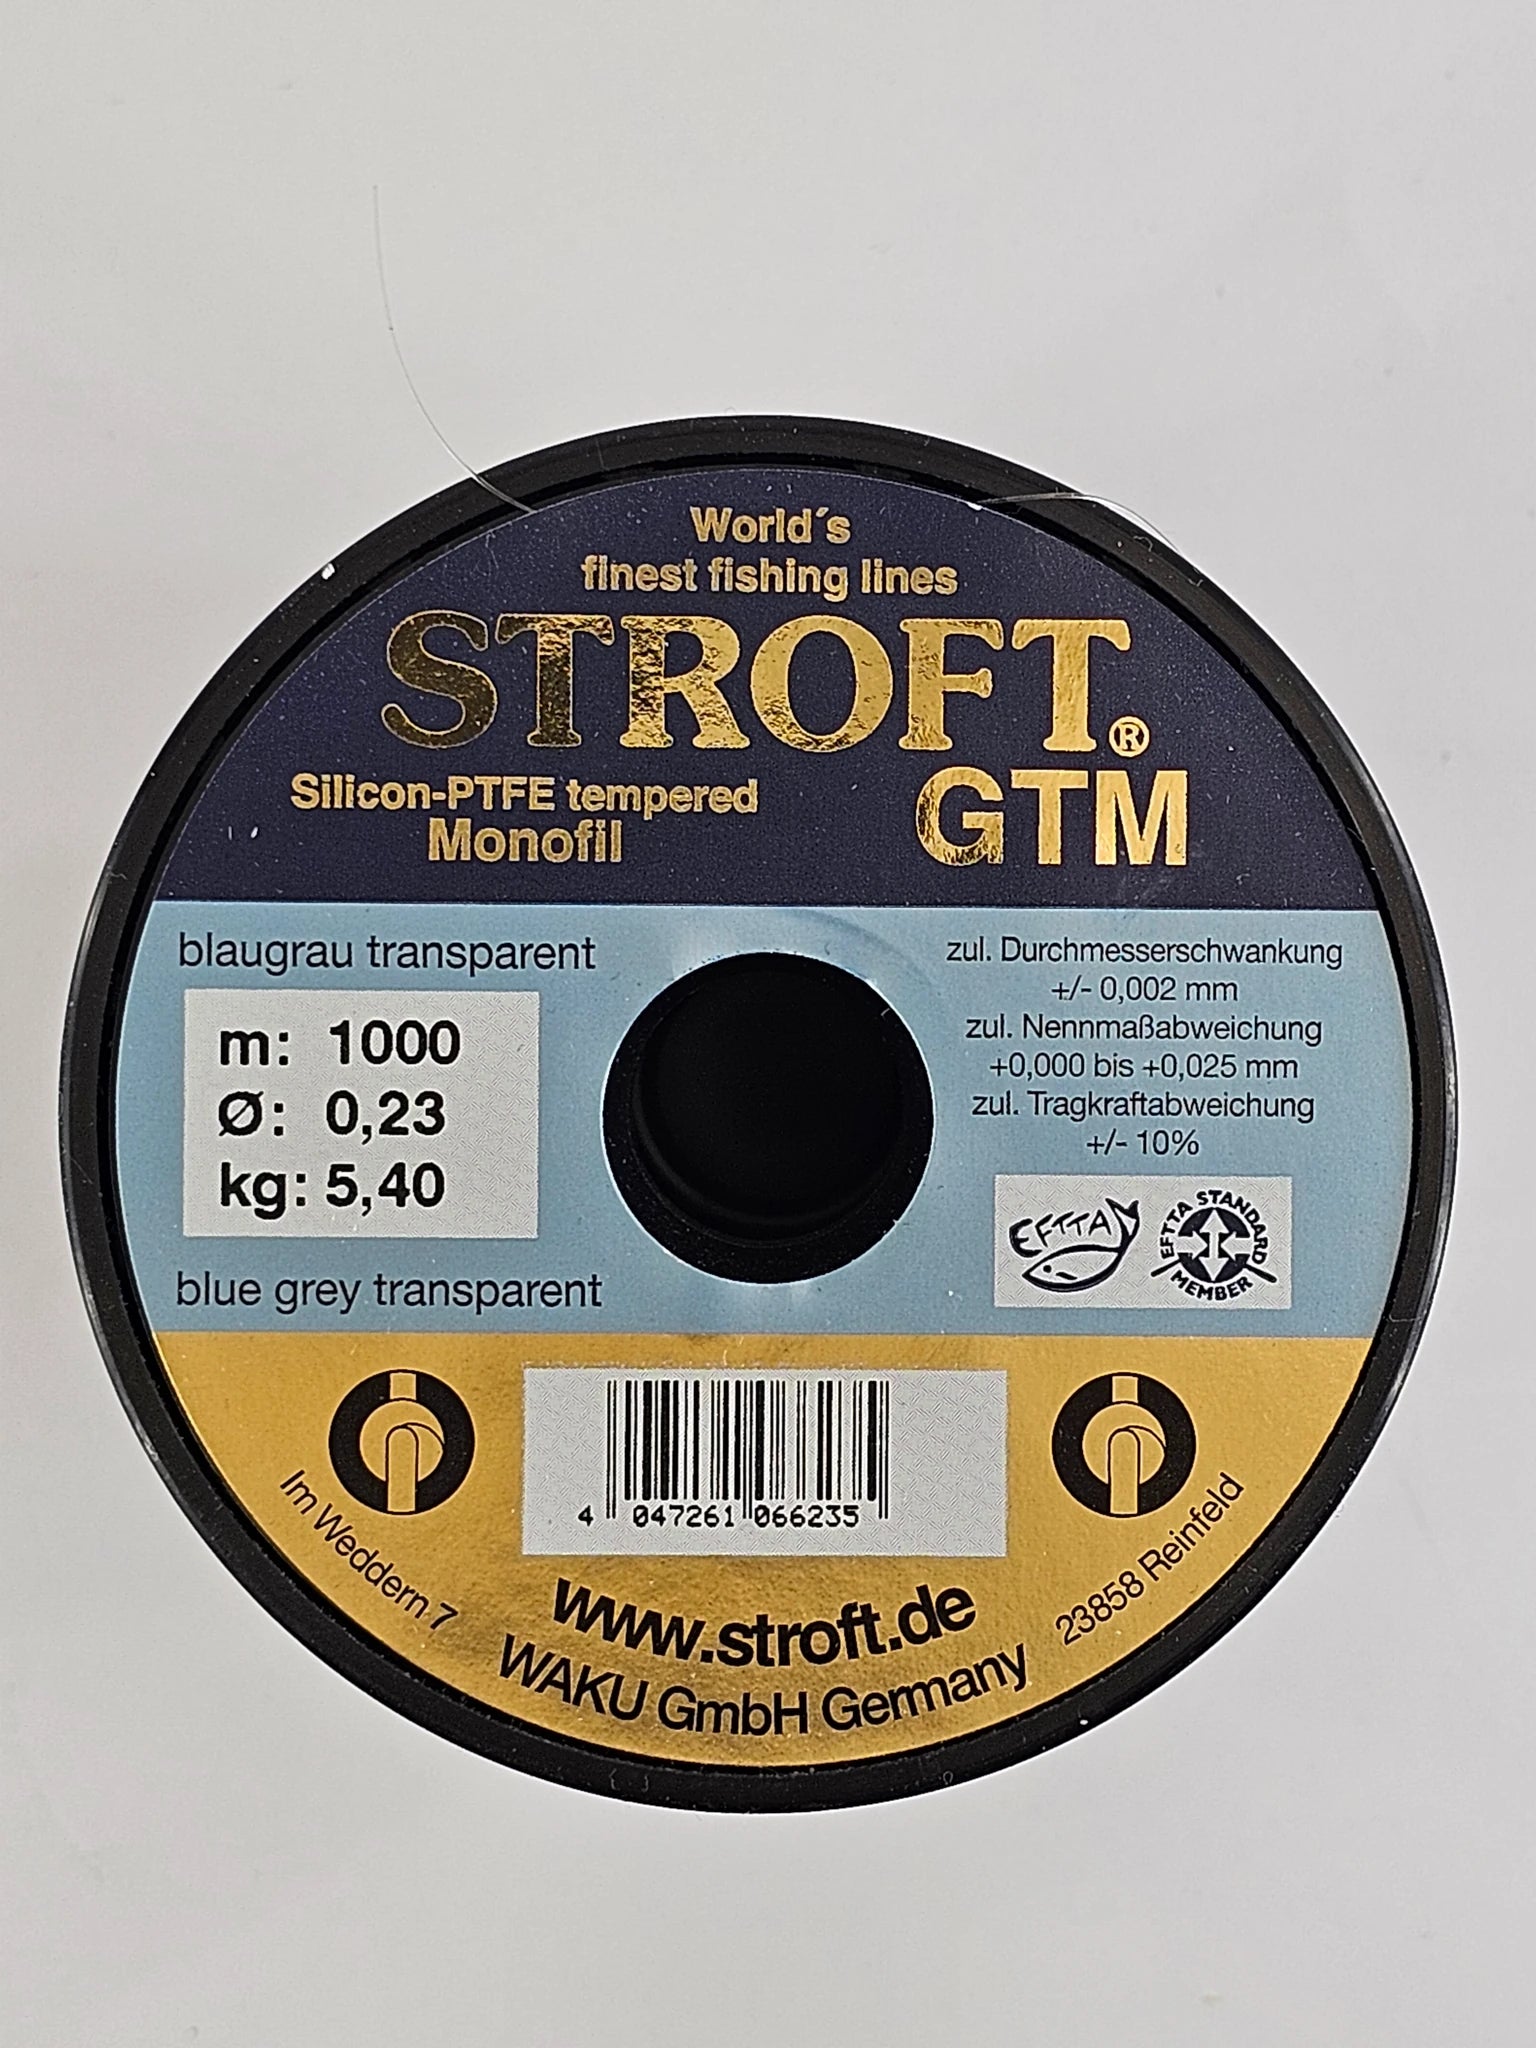 World´s
finest fishing lines
STROFT®
GTM
Silicon-PTFE tempered
Monofil
blaugrau transparent
m: 1000
Ø: 0,23
kg: 5,40
blue grey transparent
zul. Durchmesserschwankung
+/- 0,002 mm
zul. Nennmaßabweichung
+0,000 bis +0,025 mm
zul. Tragkraftabweichung
+/- 10%
EFTTA
EFTTA STANDARD
MEMBER
4 047261 066235
Im Weddern 7
www.stroft.de
WAKU GmbH Germany
23858 Reinfeld